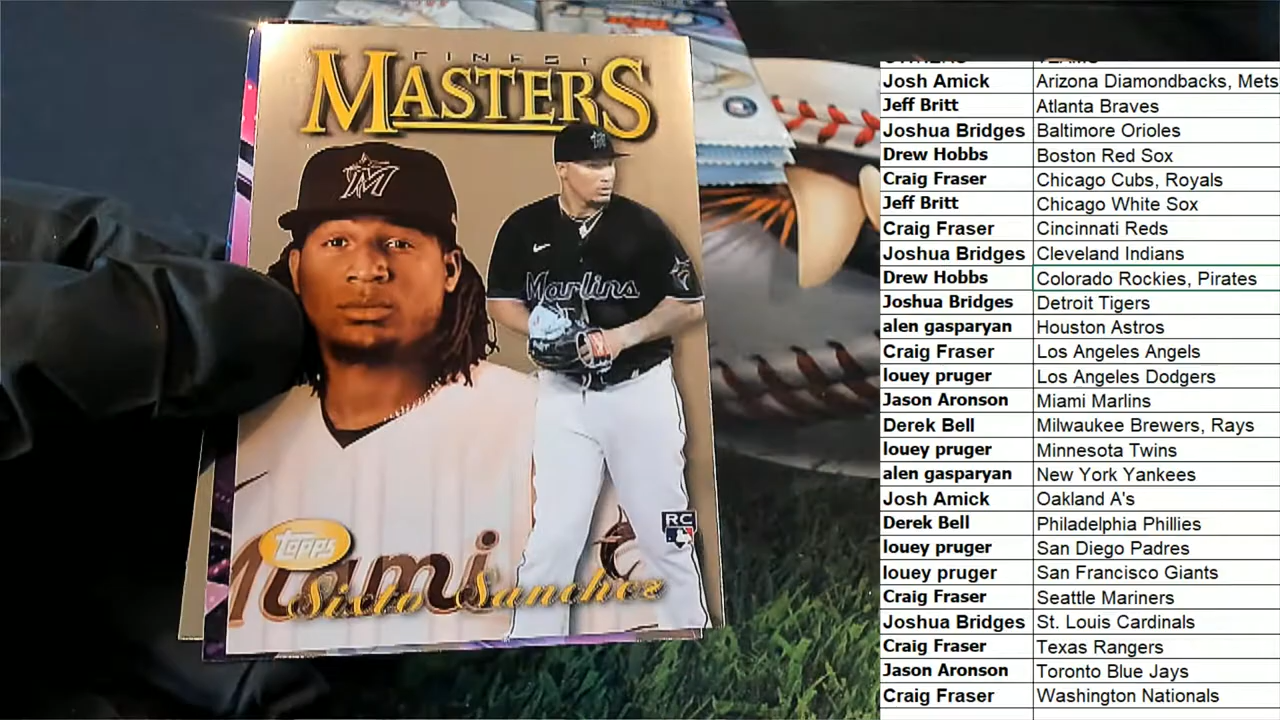 FINEST
MASTERS
Marlins
Topps
Miami
Sixto Sanchez
RC
OWNERS TEAMS
Josh Amick Arizona Diamondbacks, Mets
Jeff Britt Atlanta Braves
Joshua Bridges Baltimore Orioles
Drew Hobbs Boston Red Sox
Craig Fraser Chicago Cubs, Royals
Jeff Britt Chicago White Sox
Craig Fraser Cincinnati Reds
Joshua Bridges Cleveland Indians
Drew Hobbs Colorado Rockies, Pirates
Joshua Bridges Detroit Tigers
alen gasparyan Houston Astros
Craig Fraser Los Angeles Angels
louey pruger Los Angeles Dodgers
Jason Aronson Miami Marlins
Derek Bell Milwaukee Brewers, Rays
louey pruger Minnesota Twins
alen gasparyan New York Yankees
Josh Amick Oakland A's
Derek Bell Philadelphia Phillies
louey pruger San Diego Padres
louey pruger San Francisco Giants
Craig Fraser Seattle Mariners
Joshua Bridges St. Louis Cardinals
Craig Fraser Texas Rangers
Jason Aronson Toronto Blue Jays
Craig Fraser Washington Nationals